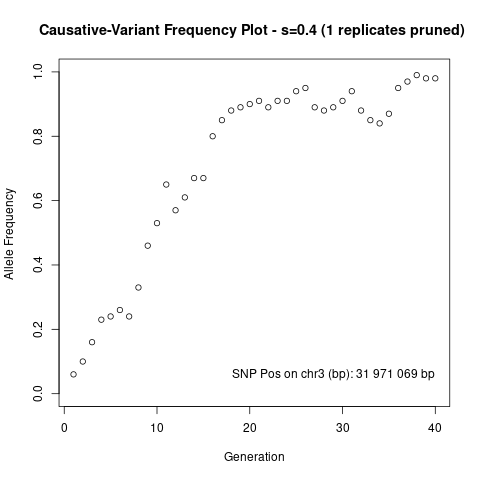 Causative-Variant Frequency Plot - s=0.4 (1 replicates pruned)
1.0
0.8
0.6
0.4
0.2
0.0
Allele Frequency
SNP Pos on chr3 (bp): 31 971 069 bp
0 10 20 30 40
Generation